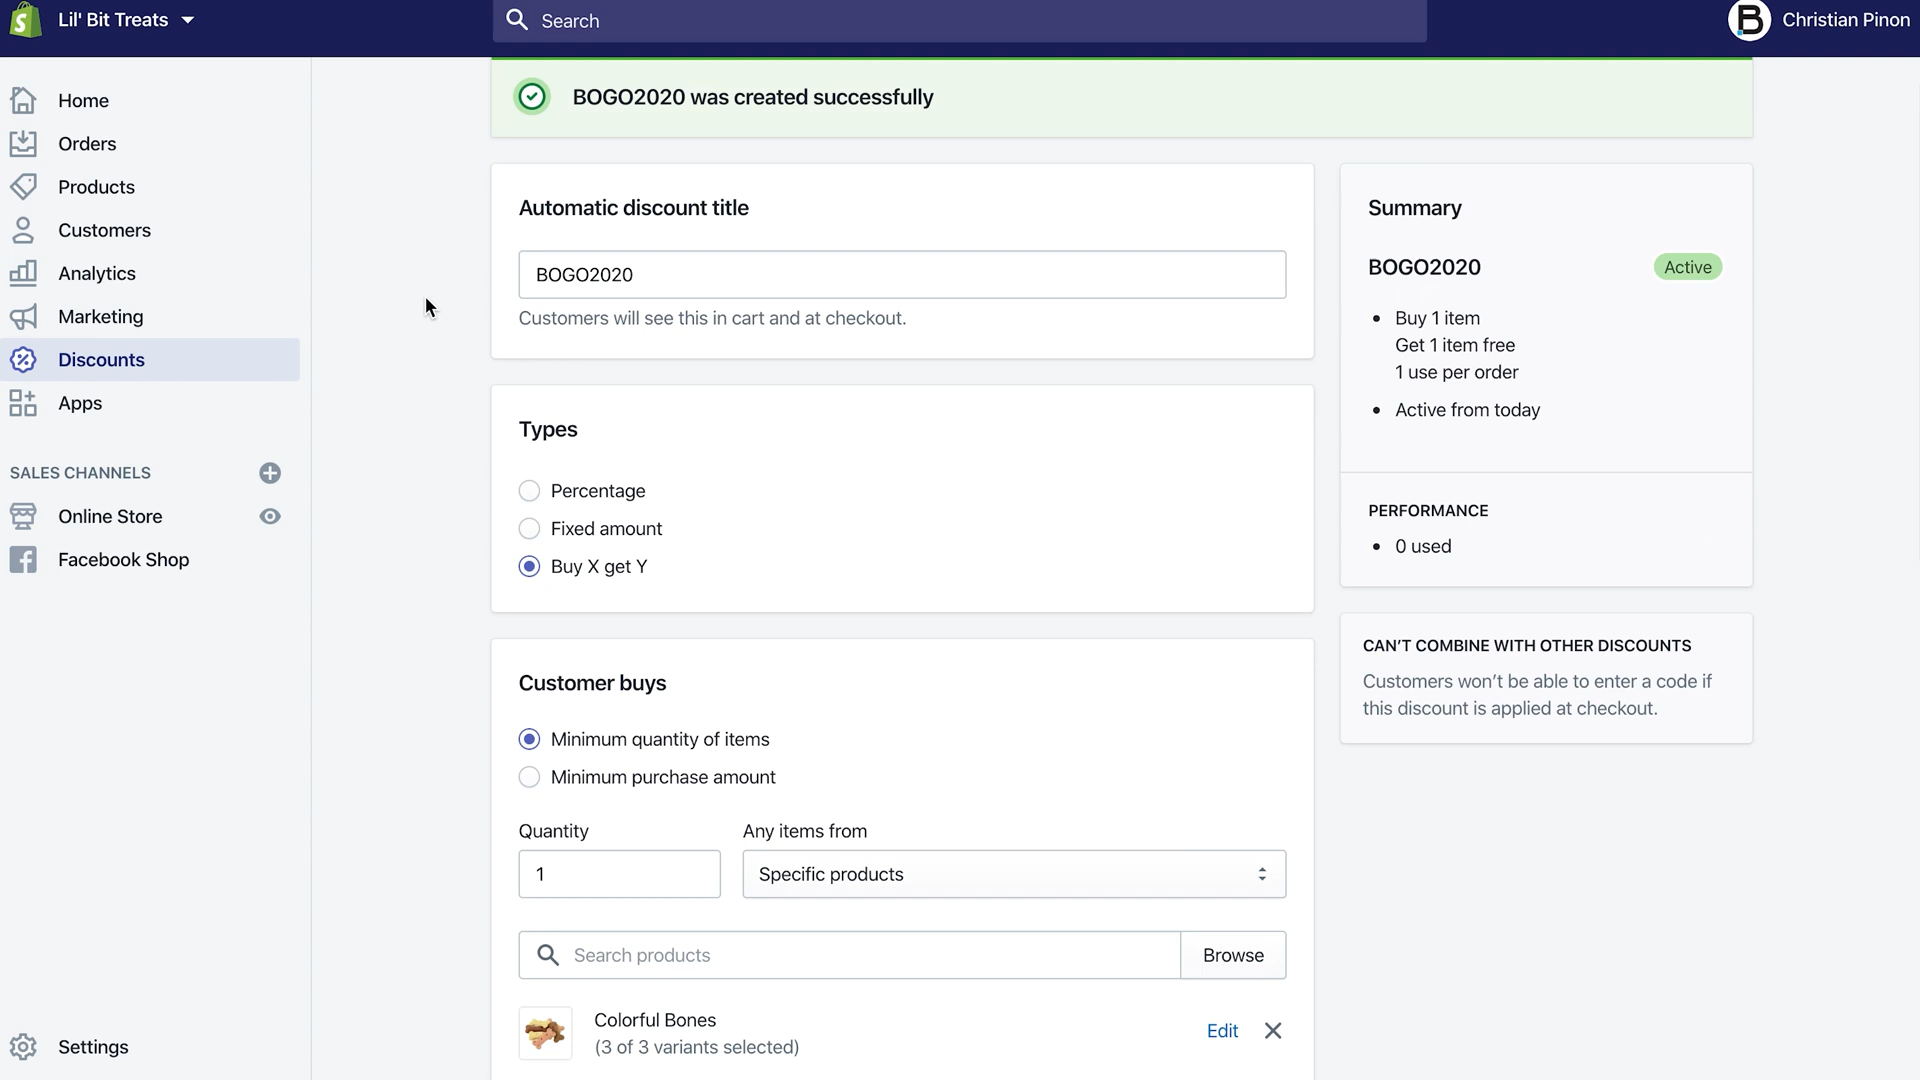 Lil' Bit Treats
Search
Christian Pinon
Home
Orders
Products
Customers
Analytics
Marketing
Discounts
Apps
SALES CHANNELS
Online Store
Facebook Shop
Settings
BOGO2020 was created successfully
Automatic discount title
BOGO2020
Customers will see this in cart and at checkout.
Types
Percentage
Fixed amount
Buy X get Y
Customer buys
Minimum quantity of items
Minimum purchase amount
Quantity
Any items from
1
Specific products
Search products
Browse
Colorful Bones
(3 of 3 variants selected)
Edit
Summary
BOGO2020
Active
Buy 1 item
Get 1 item free
1 use per order
Active from today
PERFORMANCE
0 used
CAN'T COMBINE WITH OTHER DISCOUNTS
Customers won't be able to enter a code if
this discount is applied at checkout.